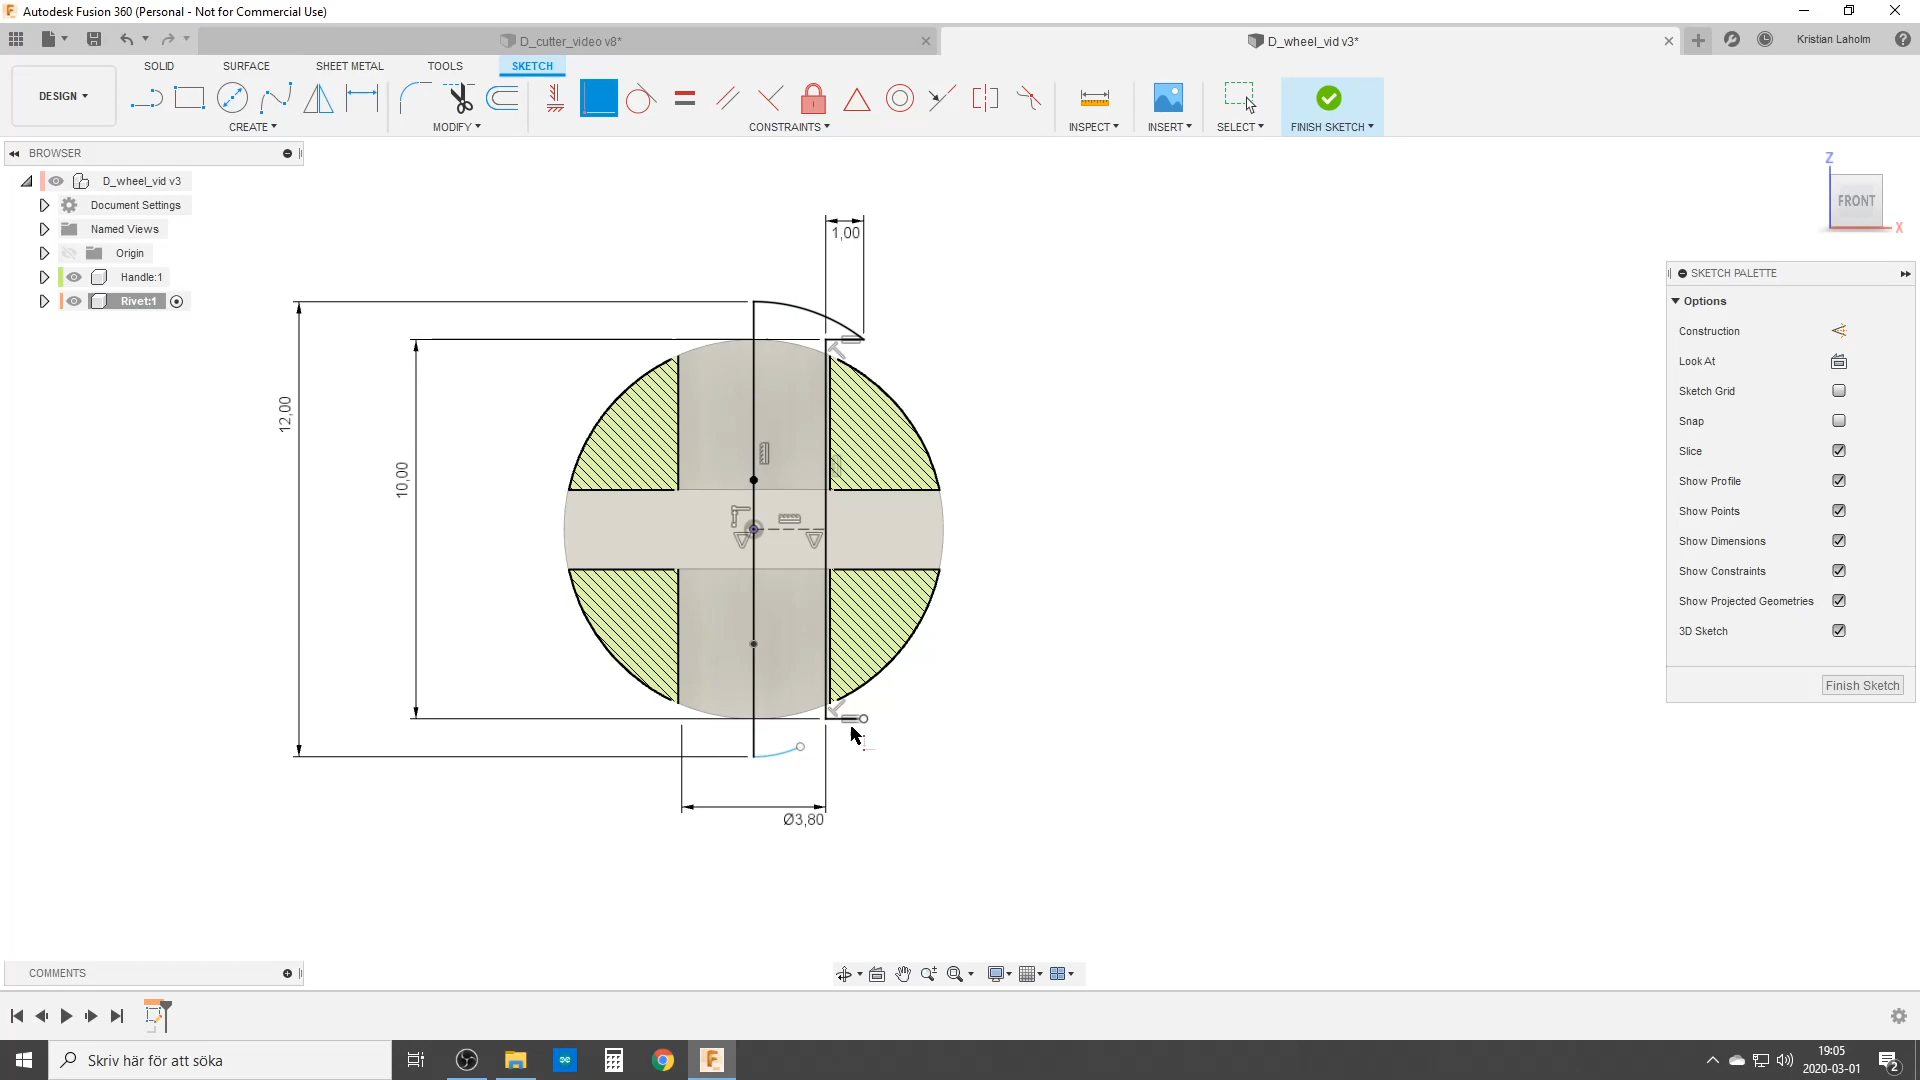 Autodesk Fusion 360 (Personal - Not for Commercial Use)
D_cutter_video v8*
D_wheel_vid v3*
Kristian Laholm
DESIGN
SOLID
SURFACE
SHEET METAL
TOOLS
SKETCH
CREATE
MODIFY
CONSTRAINTS
INSPECT
INSERT
SELECT
FINISH SKETCH
BROWSER
D_wheel_vid v3
Document Settings
Named Views
Origin
Handle:1
Rivet:1
Z
FRONT
X
1,00
12,00
10,00
Ø3,80
SKETCH PALETTE
Options
Construction
Look At
Sketch Grid
Snap
Slice
Show Profile
Show Points
Show Dimensions
Show Constraints
Show Projected Geometries
3D Sketch
Finish Sketch
COMMENTS
Skriv här för att söka
19:05
2020-03-01
2